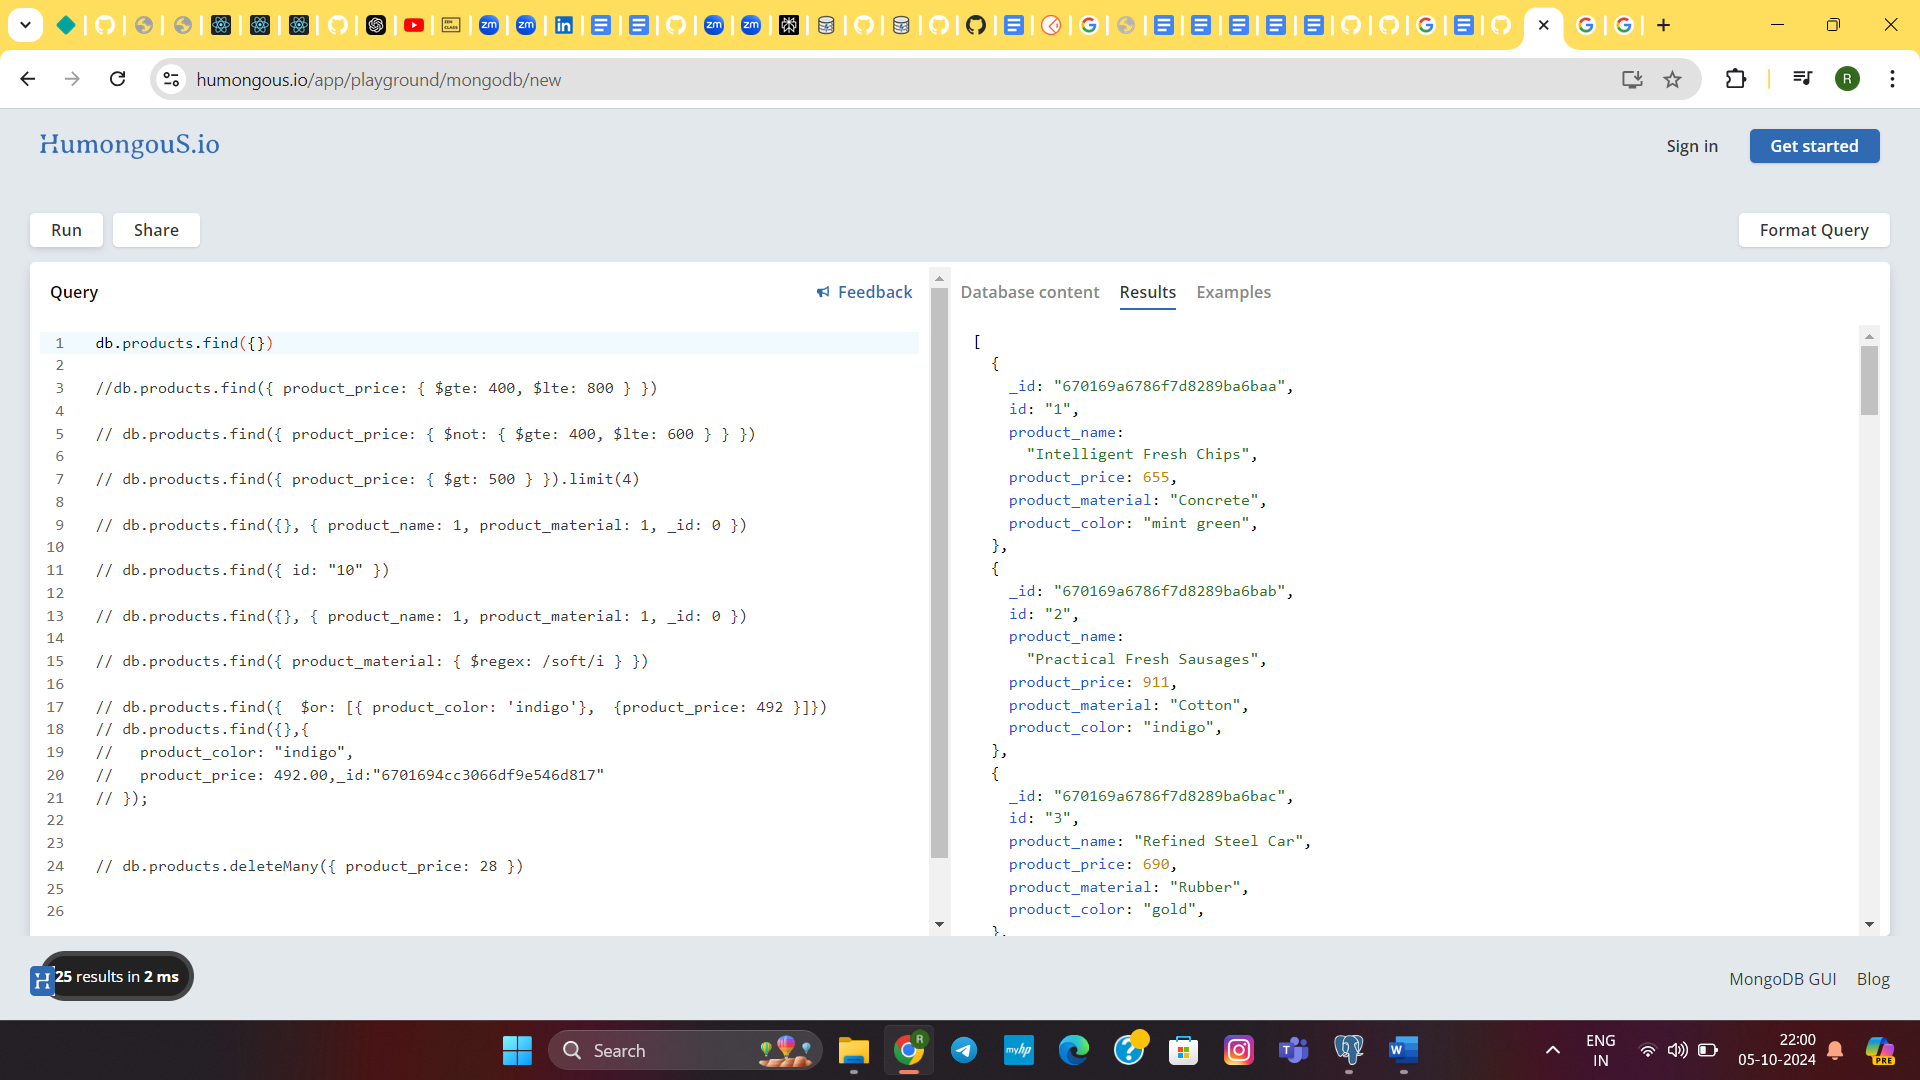 humongous.io/app/playground/mongodb/new
R
HumongouS.io
Sign in
Get started
Run
Share
Format Query
Query
Feedback
Database content
Results
Examples
1 db.products.find({})
2
3 //db.products.find({ product_price: { $gte: 400, $lte: 800 } })
4
5 // db.products.find({ product_price: { $not: { $gte: 400, $lte: 600 } } })
6
7 // db.products.find({ product_price: { $gt: 500 } }).limit(4)
8
9 // db.products.find({}, { product_name: 1, product_material: 1, _id: 0 })
10
11 // db.products.find({ id: "10" })
12
13 // db.products.find({}, { product_name: 1, product_material: 1, _id: 0 })
14
15 // db.products.find({ product_material: { $regex: /soft/i } })
16
17 // db.products.find({  $or: [{ product_color: 'indigo'},  {product_price: 492 }]})
18 // db.products.find({},{
19 //   product_color: "indigo",
20 //   product_price: 492.00,_id:"6701694cc3066df9e546d817"
21 // });
22
23
24 // db.products.deleteMany({ product_price: 28 })
25
26
[
{
_id: "670169a6786f7d8289ba6baa",
id: "1",
product_name:
"Intelligent Fresh Chips",
product_price: 655,
product_material: "Concrete",
product_color: "mint green",
},
{
_id: "670169a6786f7d8289ba6bab",
id: "2",
product_name:
"Practical Fresh Sausages",
product_price: 911,
product_material: "Cotton",
product_color: "indigo",
},
{
_id: "670169a6786f7d8289ba6bac",
id: "3",
product_name: "Refined Steel Car",
product_price: 690,
product_material: "Rubber",
product_color: "gold",
},
H 25 results in 2 ms
MongoDB GUI
Blog
Search
ENG
IN
22:00
05-10-2024